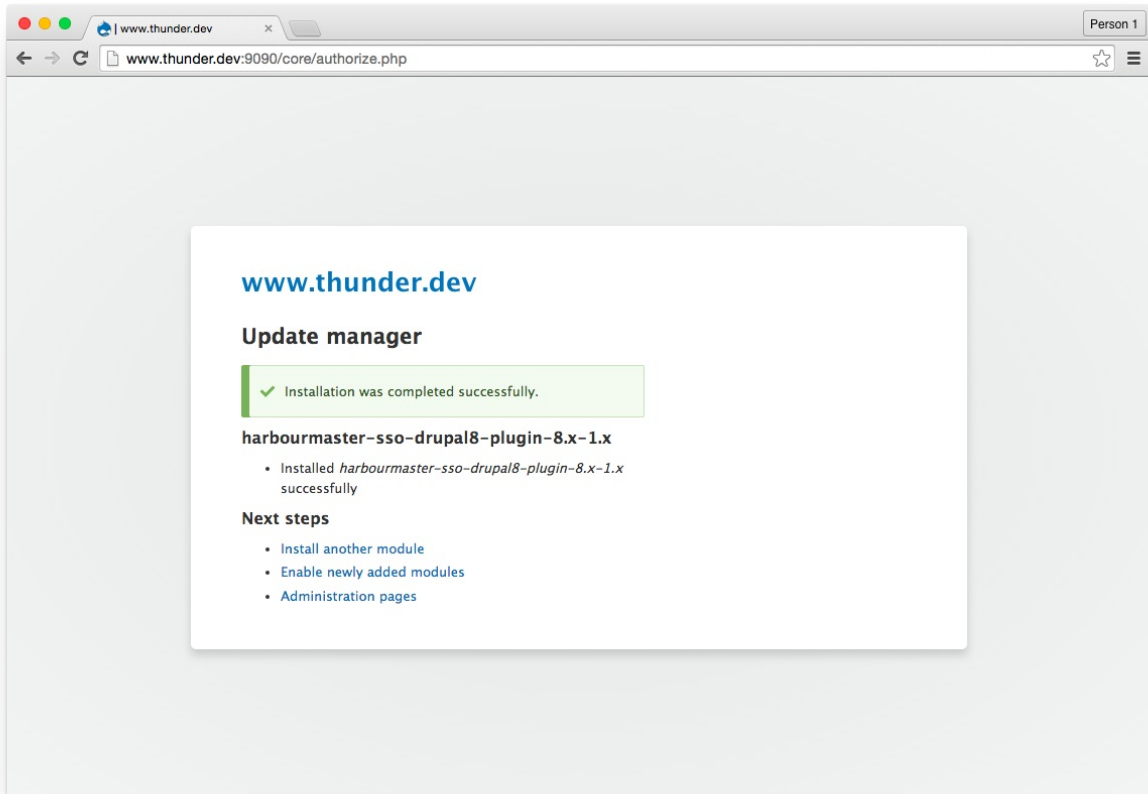 | www.thunder.dev
Person 1
www.thunder.dev:9090/core/authorize.php
www.thunder.dev
Update manager
Installation was completed successfully.
harbourmaster-sso-drupal8-plugin-8.x-1.x
Installed harbourmaster-sso-drupal8-plugin-8.x-1.x
successfully
Next steps
Install another module
Enable newly added modules
Administration pages